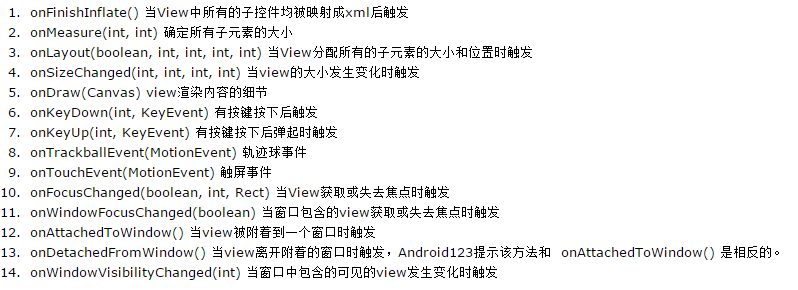 1. onFinishInflate() 当View中所有的子控件均被映射成xml后触发
2. onMeasure(int, int) 确定所有子元素的大小
3. onLayout(boolean, int, int, int, int) 当View分配所有的子元素的大小和位置时触发
4. onSizeChanged(int, int, int, int) 当view的大小发生变化时触发
5. onDraw(Canvas) view渲染内容的细节
6. onKeyDown(int, KeyEvent) 有按键按下后触发
7. onKeyUp(int, KeyEvent) 有按键按下后弹起时触发
8. onTrackballEvent(MotionEvent) 轨迹球事件
9. onTouchEvent(MotionEvent) 触屏事件
10. onFocusChanged(boolean, int, Rect) 当View获取或失去焦点时触发
11. onWindowFocusChanged(boolean) 当窗口包含的view获取或失去焦点时触发
12. onAttachedToWindow() 当view被附着到一个窗口时触发
13. onDetachedFromWindow() 当view离开附着的窗口时触发，Android123提示该方法和 onAttachedToWindow() 是相反的。
14. onWindowVisibilityChanged(int) 当窗口中包含的可见的view发生变化时触发